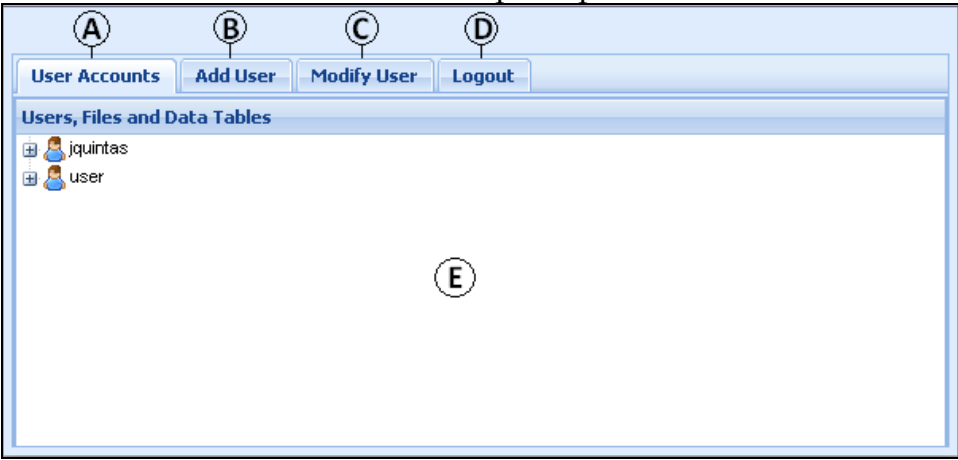 A B C D
User Accounts Add User Modify User Logout
Users, Files and Data Tables
jquintas
user
E